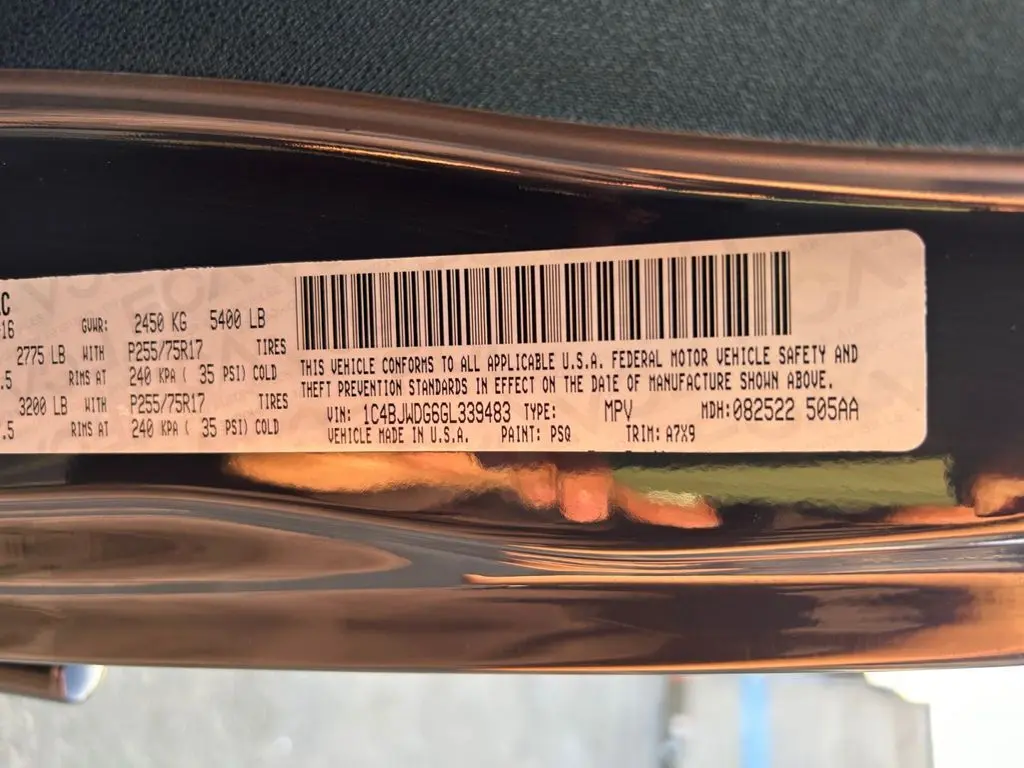 C
16 GVWR: 2450 KG 5400 LB
2775 LB WITH P255/75R17 TIRES
.5 RIMS AT 240 KPA ( 35 PSI) COLD
3200 LB WITH P255/75R17 TIRES
.5 RIMS AT 240 KPA ( 35 PSI) COLD
THIS VEHICLE CONFORMS TO ALL APPLICABLE U.S.A. FEDERAL MOTOR VEHICLE SAFETY AND
THEFT PREVENTION STANDARDS IN EFFECT ON THE DATE OF MANUFACTURE SHOWN ABOVE.
VIN: 1C4BJWDG6GL339483 TYPE: MPV MDH:082522 505AA
VEHICLE MADE IN U.S.A. PAINT: PSQ TRIM: A7X9